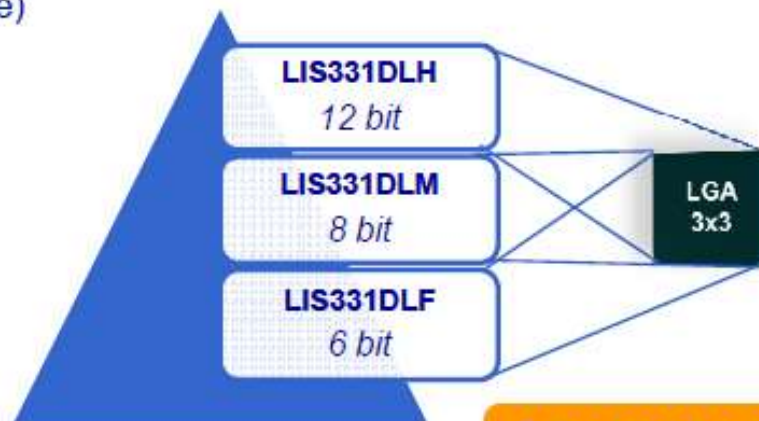 e)
LIS331DLH
12 bit
LIS331DLM
8 bit
LGA
3x3
LIS331DLF
6 bit